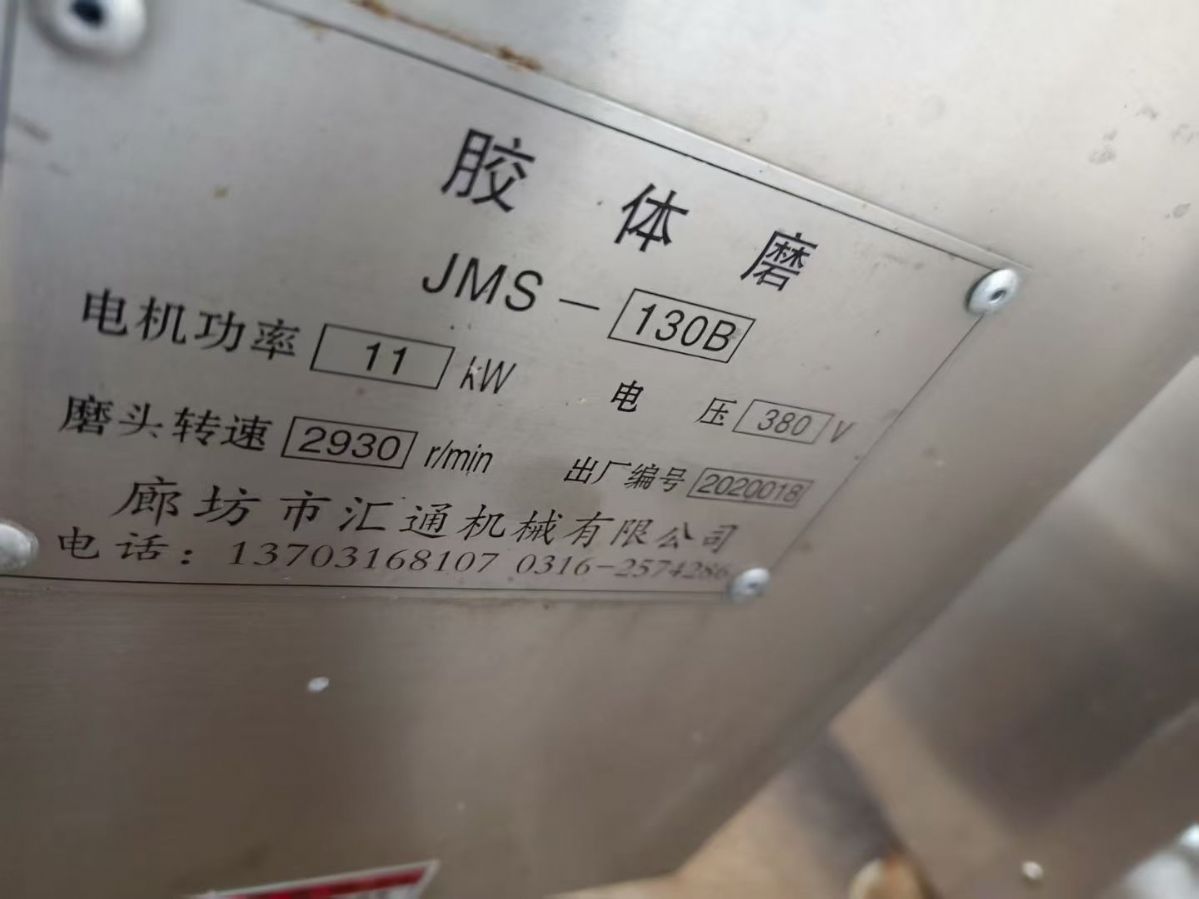 胶体磨
JMS-130B
电机功率 11 kW 电压 380 V
磨头转速 2930 r/min 出厂编号 2020018
廊坊市汇通机械有限公司
电话:13703168107 0316-2574286